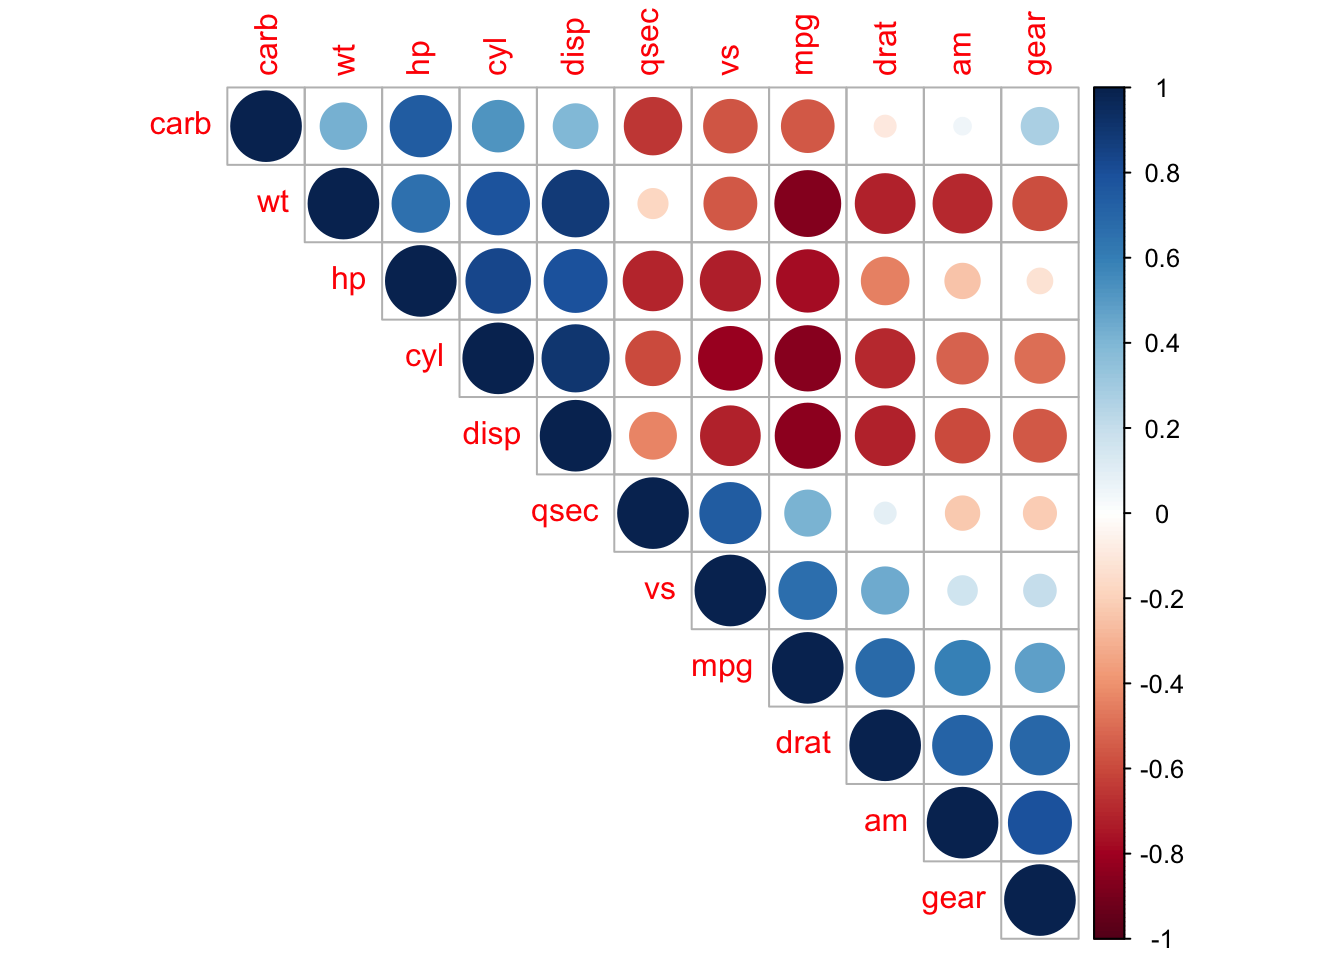 carb wt hp cyl disp qsec vs mpg drat am gear
carb
wt
hp
cyl
disp
qsec
vs
mpg
drat
am
gear
1
0.8
0.6
0.4
0.2
0
-0.2
-0.4
-0.6
-0.8
-1